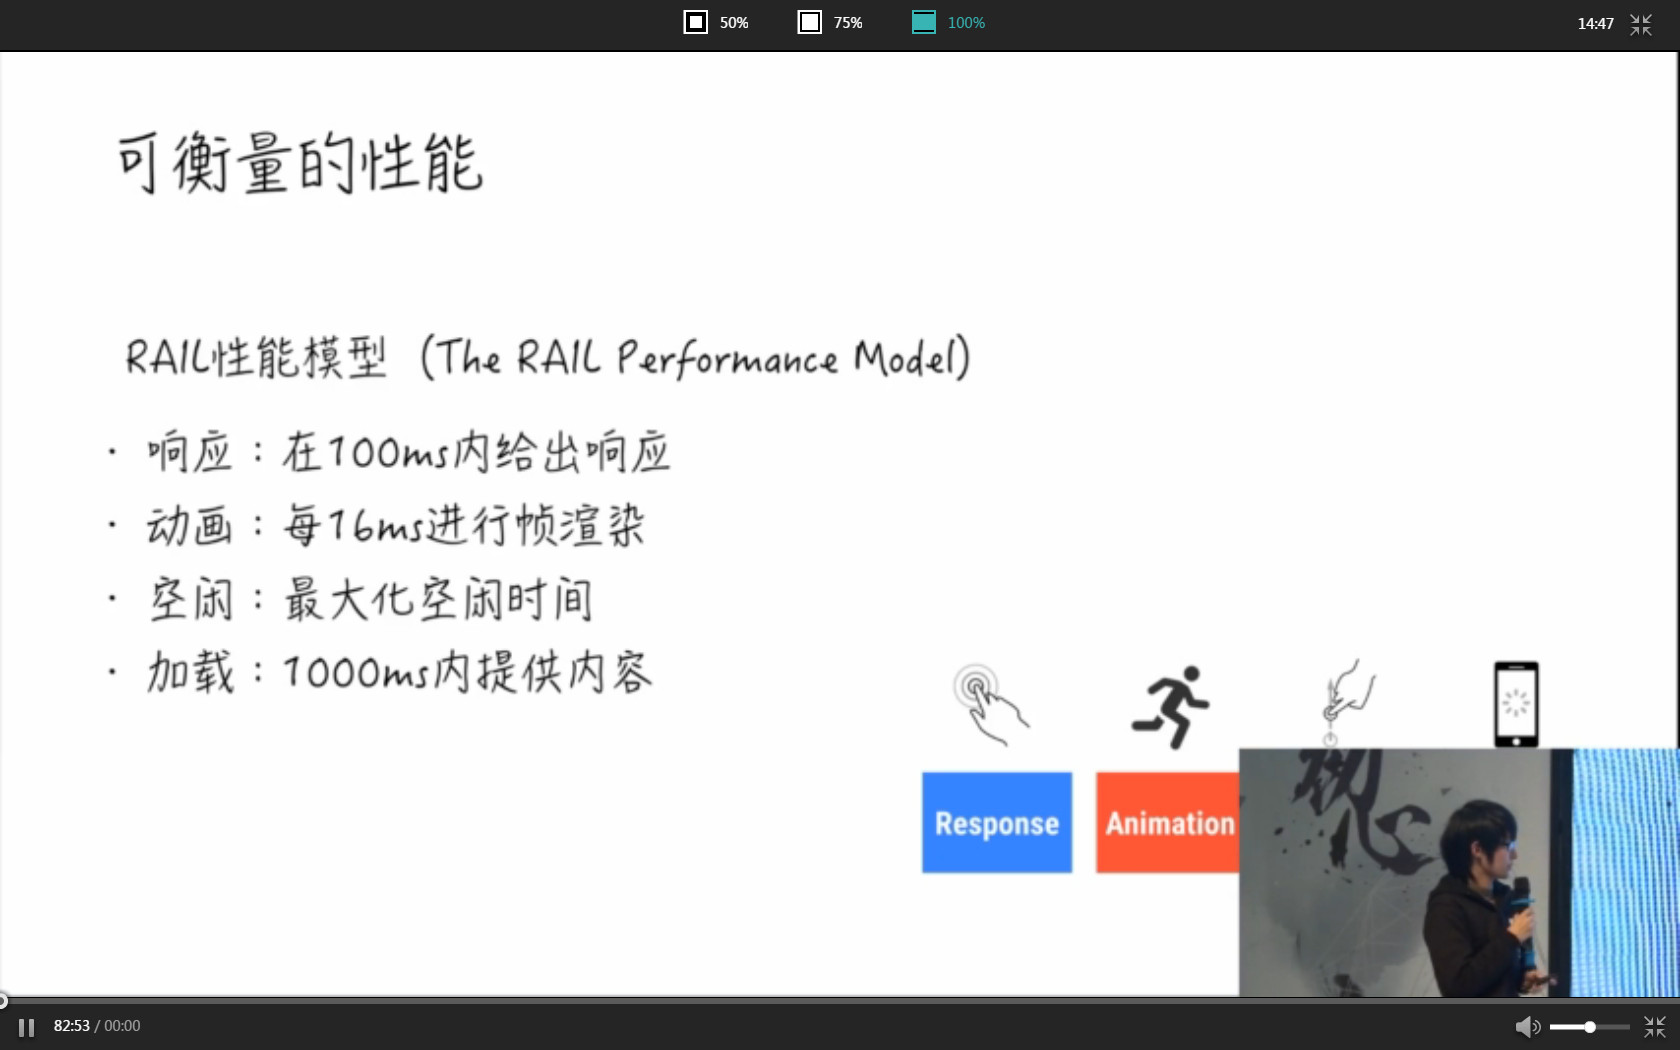 50% 75% 100% 14:47
可衡量的性能
RAIL性能模型（The RAIL Performance Model）
· 响应：在100ms内给出响应
· 动画：每16ms进行帧渲染
· 空闲：最大化空闲时间
· 加载：1000ms内提供内容
Response Animation
82:53 / 00:00